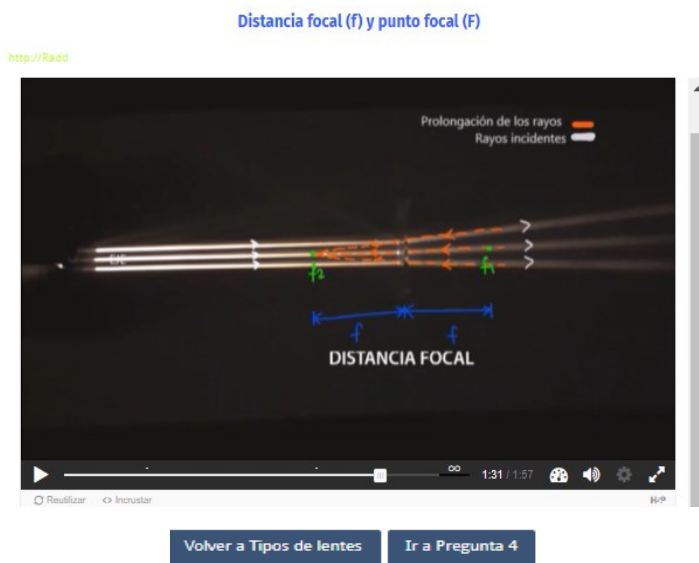 Distancia focal (f) y punto focal (F)
http://Radd
Prolongación de los rayos
Rayos incidentes
EJE
f2
f1
f
f
DISTANCIA FOCAL
1:31 / 1:57
Reutilizar
<> Incrustar
H-P
Volver a Tipos de lentes
Ir a Pregunta 4